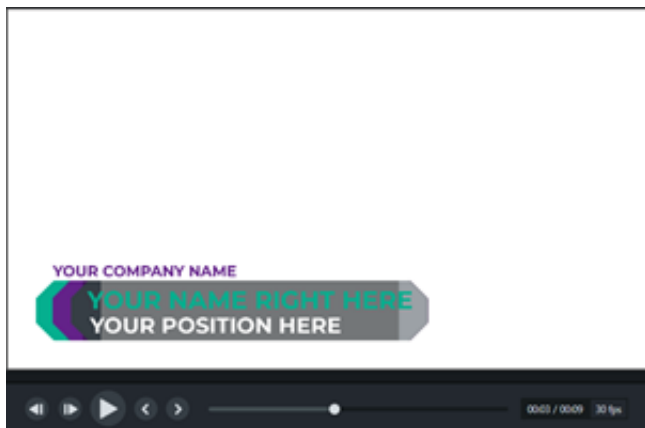 YOUR COMPANY NAME
YOUR NAME RIGHT HERE
YOUR POSITION HERE
00:03 / 00:09 30 fps